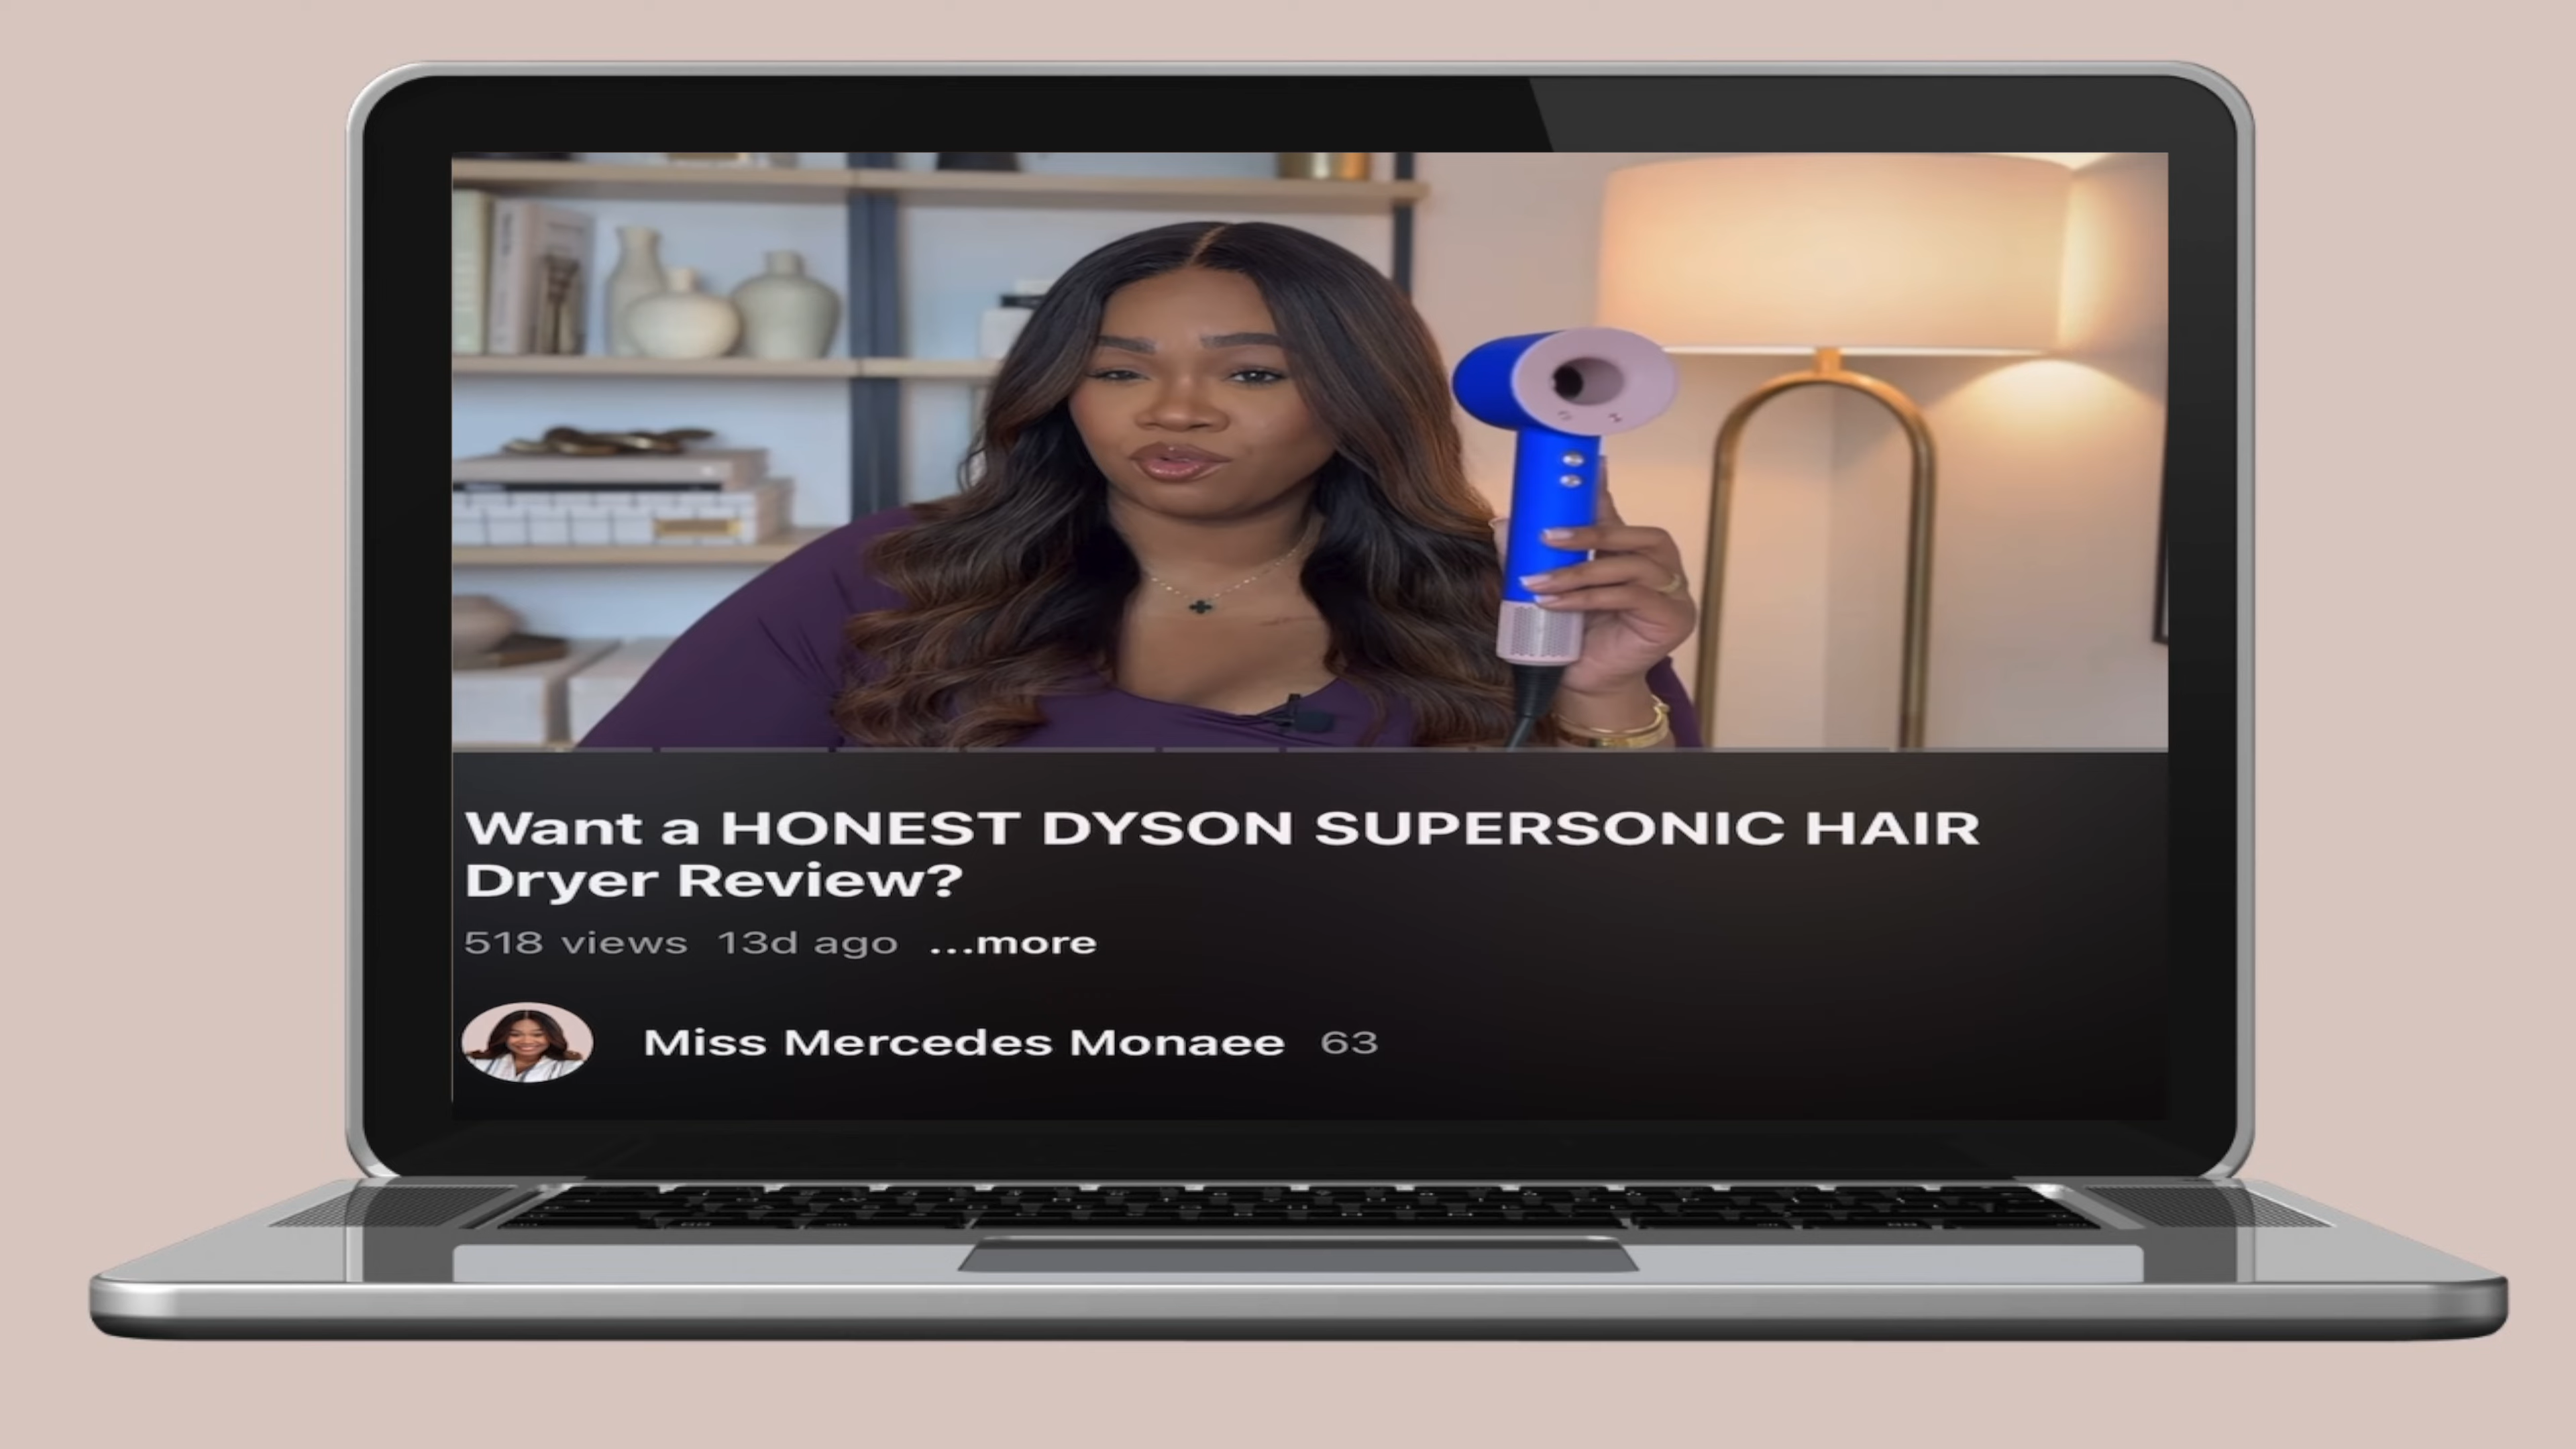 Want a HONEST DYSON SUPERSONIC HAIR
Dryer Review?
518 views 13d ago ...more
Miss Mercedes Monaee 63